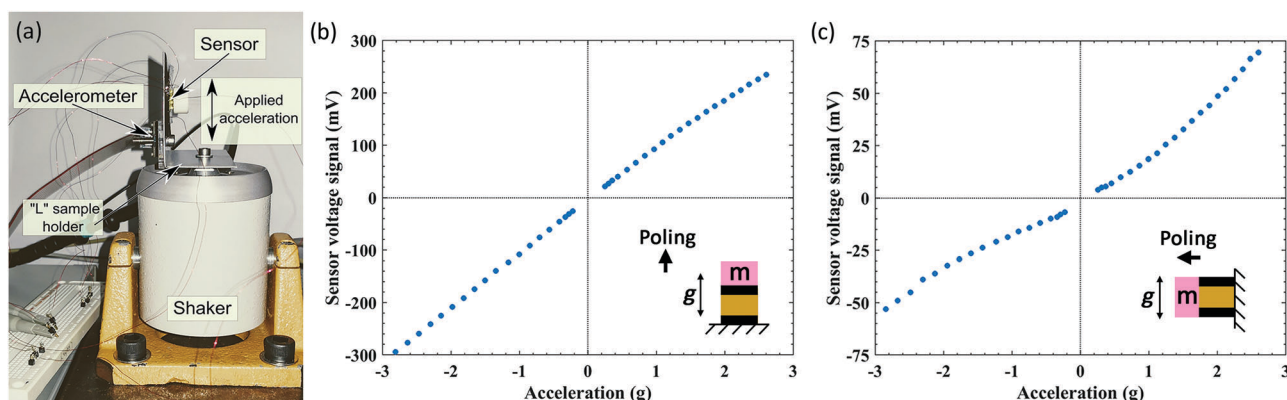 (a)
Sensor
Accelerometer
Applied
acceleration
"L" sample
holder
Shaker
(b)
Sensor voltage signal (mV)
300
200
100
0
-100
-200
-300
-3
-2
-1
0
1
2
3
Acceleration (g)
Poling
m
g
(c)
Sensor voltage signal (mV)
75
50
25
0
-25
-50
-75
-3
-2
-1
0
1
2
3
Acceleration (g)
Poling
g
m